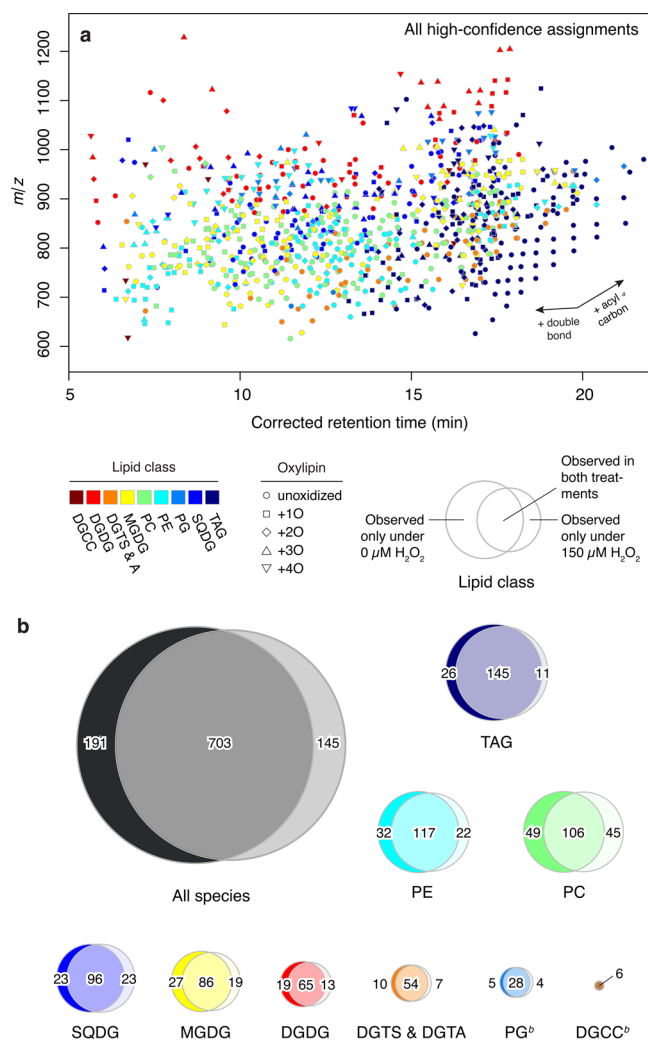 a
All high-confidence assignments
1200
1100
1000
900
800
700
600
m/z
+ double
bond
+ acyl
carbon
a
5
10
15
20
Corrected retention time (min)
Lipid class
DGCC
DGDG
DGTS & A
MGDG
PC
PE
PG
SQDG
TAG
Oxylipin
unoxidized
+1O
+2O
+3O
+4O
Observed in
both treat-
ments
Observed
only under
0 µM H₂O₂
Observed
only under
150 µM H₂O₂
Lipid class
b
191 703 145
All species
26 145 11
TAG
32 117 22
PE
49 106 45
PC
23 96 23
SQDG
27 86 19
MGDG
19 65 13
DGDG
10 54 7
DGTS & DGTA
5 28 4
PGᵇ
6
DGCCᵇ